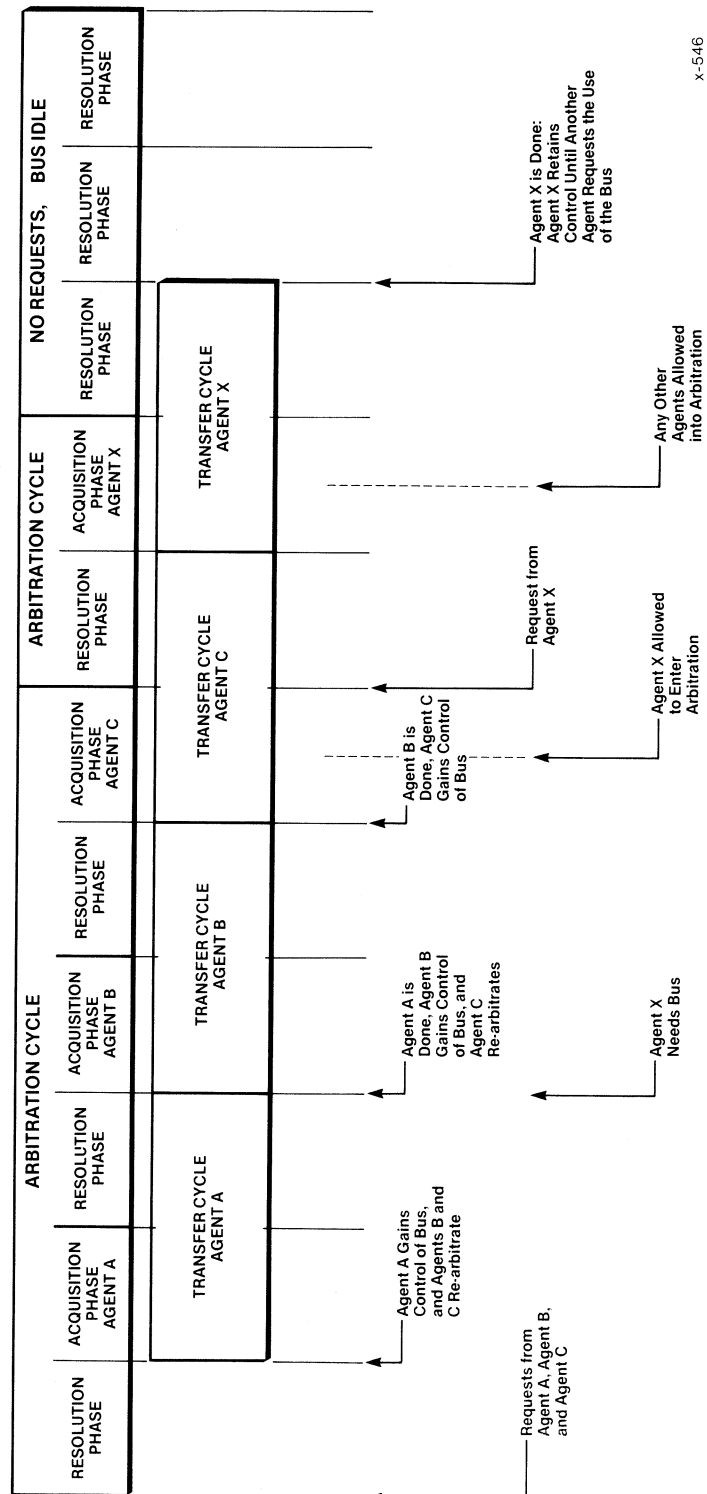 ARBITRATION CYCLE
ARBITRATION CYCLE
NO REQUESTS, BUS IDLE
RESOLUTION
PHASE
ACQUISITION
PHASE
AGENT A
RESOLUTION
PHASE
ACQUISITION
PHASE
AGENT B
RESOLUTION
PHASE
ACQUISITION
PHASE
AGENT C
RESOLUTION
PHASE
ACQUISITION
PHASE
AGENT X
RESOLUTION
PHASE
RESOLUTION
PHASE
RESOLUTION
PHASE
TRANSFER CYCLE
AGENT A
TRANSFER CYCLE
AGENT B
TRANSFER CYCLE
AGENT C
TRANSFER CYCLE
AGENT X
Agent A Gains
Control of Bus,
and Agents B and
C Re-arbitrate
Agent A is
Done, Agent B
Gains Control
of Bus, and
Agent C
Re-arbitrates
Agent B is
Done, Agent C
Gains Control
of Bus
Requests from
Agent A, Agent B,
and Agent C
Request from
Agent X
Agent X is Done:
Agent X Retains
Control Until Another
Agent Requests the Use
of the Bus
Agent X
Needs Bus
Agent X Allowed
to Enter
Arbitration
Any Other
Agents Allowed
into Arbitration
x-546